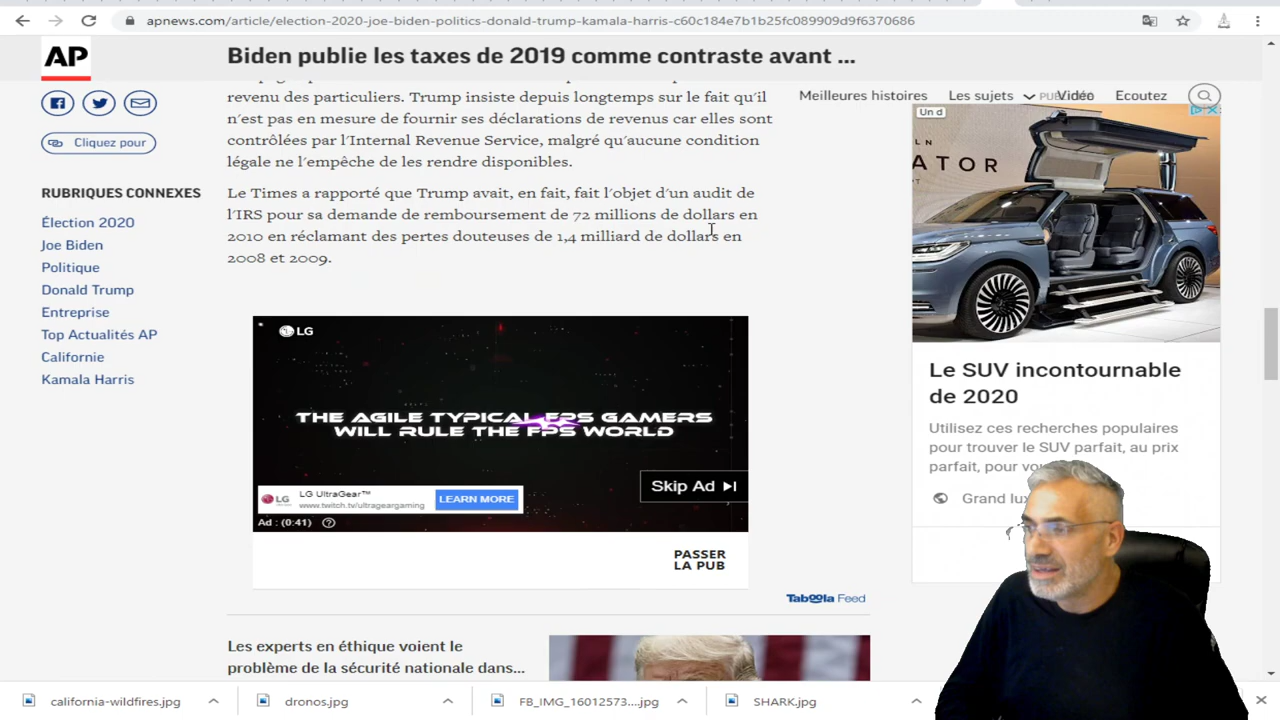 apnews.com/article/election-2020-joe-biden-politics-donald-trump-kamala-harris-c60c184e7b1b25fc089909d9f6370686
AP
Biden publie les taxes de 2019 comme contraste avant ...
Meilleures histoires
Les sujets
Vidéo
Ecoutez
Cliquez pour
RUBRIQUES CONNEXES
Élection 2020
Joe Biden
Politique
Donald Trump
Entreprise
Top Actualités AP
Californie
Kamala Harris
revenu des particuliers. Trump insiste depuis longtemps sur le fait qu'il
n'est pas en mesure de fournir ses déclarations de revenus car elles sont
contrôlées par l'Internal Revenue Service, malgré qu'aucune condition
légale ne l'empêche de les rendre disponibles.
Le Times a rapporté que Trump avait, en fait, fait l'objet d'un audit de
l'IRS pour sa demande de remboursement de 72 millions de dollars en
2010 en réclamant des pertes douteuses de 1,4 milliard de dollars en
2008 et 2009.
LG
THE AGILE TYPICAL FPS GAMERS
WILL RULE THE FPS WORLD
Skip Ad
LG
LG UltraGear™
www.twitch.tv/ultrageargaming
LEARN MORE
Ad : (0:41)
PASSER
LA PUB
Taboola Feed
Les experts en éthique voient le
problème de la sécurité nationale dans...
Un d
LN
ATOR
Le SUV incontournable
de 2020
Utilisez ces recherches populaires
pour trouver le SUV parfait, au prix
parfait, pour
Grand
california-wildfires.jpg
dronos.jpg
FB_IMG_16012573....jpg
SHARK.jpg